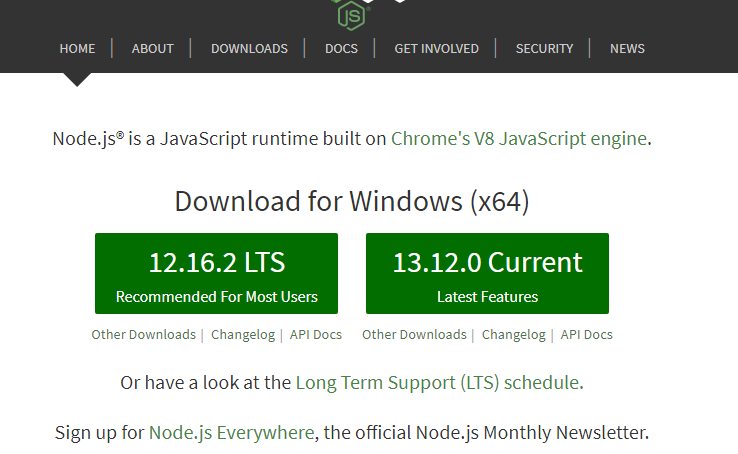 JS
HOME | ABOUT | DOWNLOADS | DOCS | GET INVOLVED | SECURITY | NEWS
Node.js® is a JavaScript runtime built on Chrome's V8 JavaScript engine.
Download for Windows (x64)
12.16.2 LTS
Recommended For Most Users
13.12.0 Current
Latest Features
Other Downloads | Changelog | API Docs
Other Downloads | Changelog | API Docs
Or have a look at the Long Term Support (LTS) schedule.
Sign up for Node.js Everywhere, the official Node.js Monthly Newsletter.